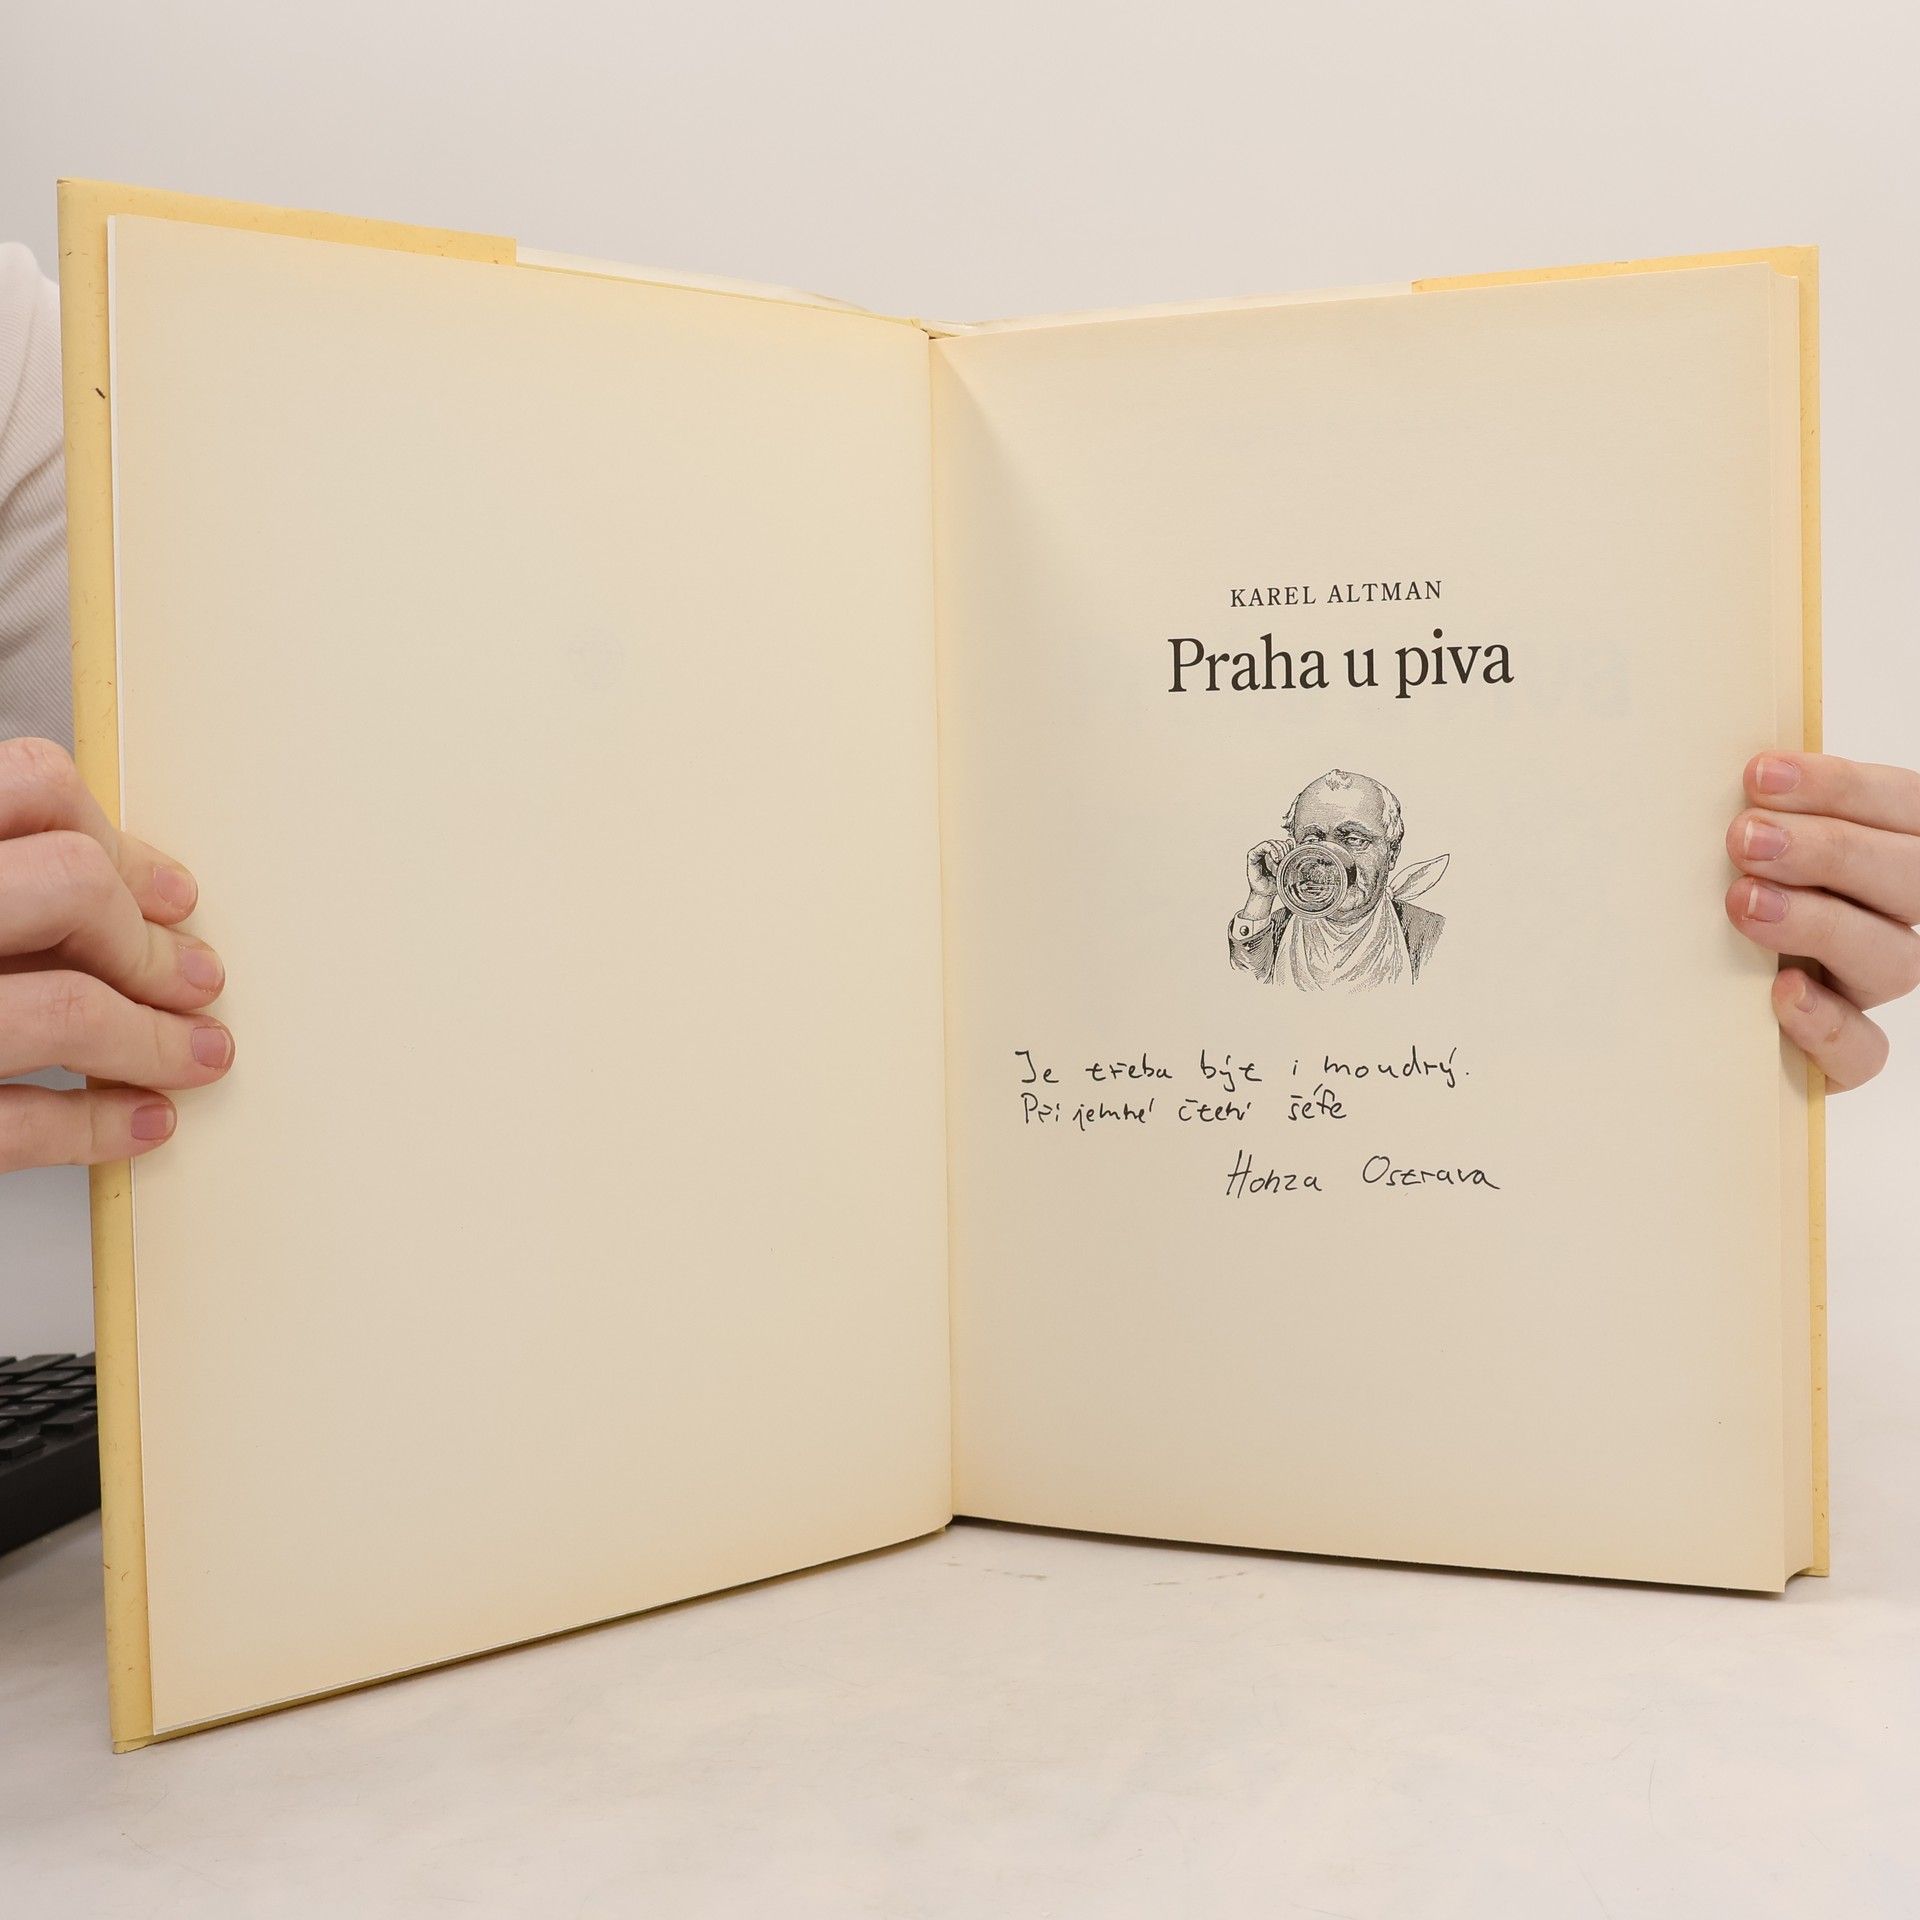 KAREL ALTMAN
Praha u piva
Je třeba být i moudrý.
Příjemné čtení šéfe
Honza Ostrava